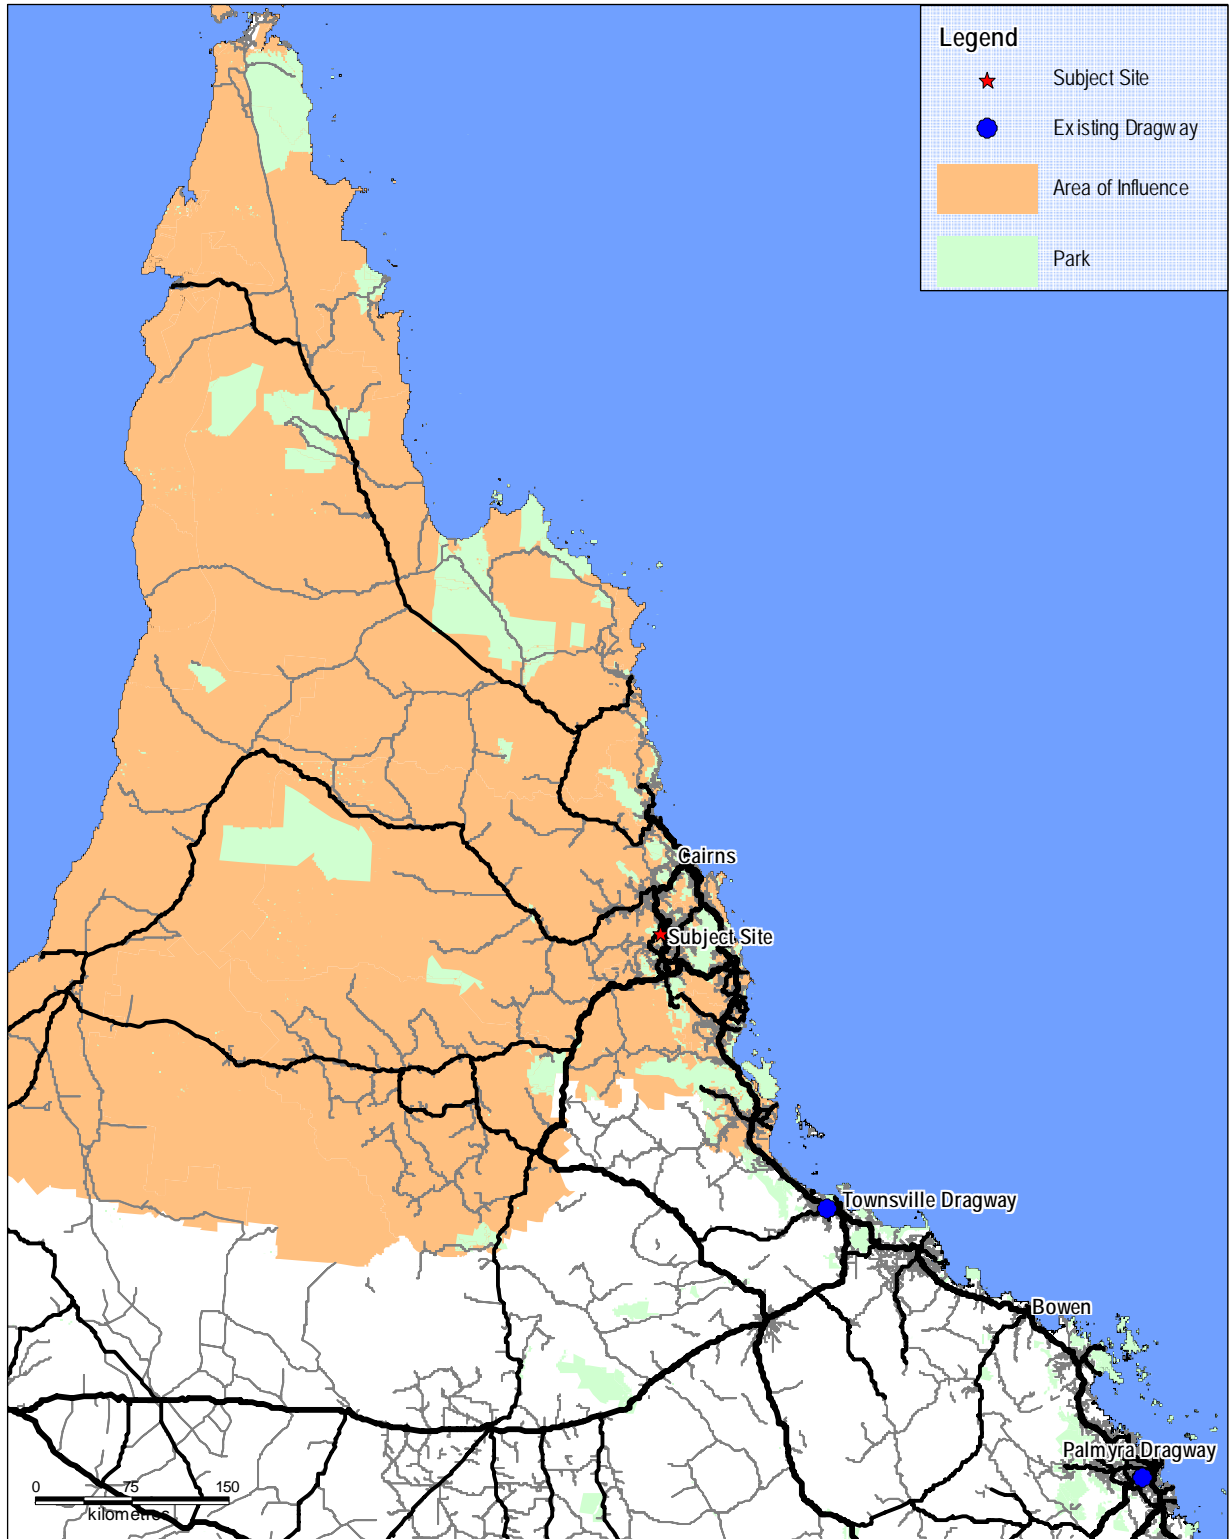 Legend
Subject Site
Existing Dragway
Area of Influence
Park
Cairns
Subject Site
Townsville Dragway
Bowen
Palmyra Dragway
0 75 150
kilometres